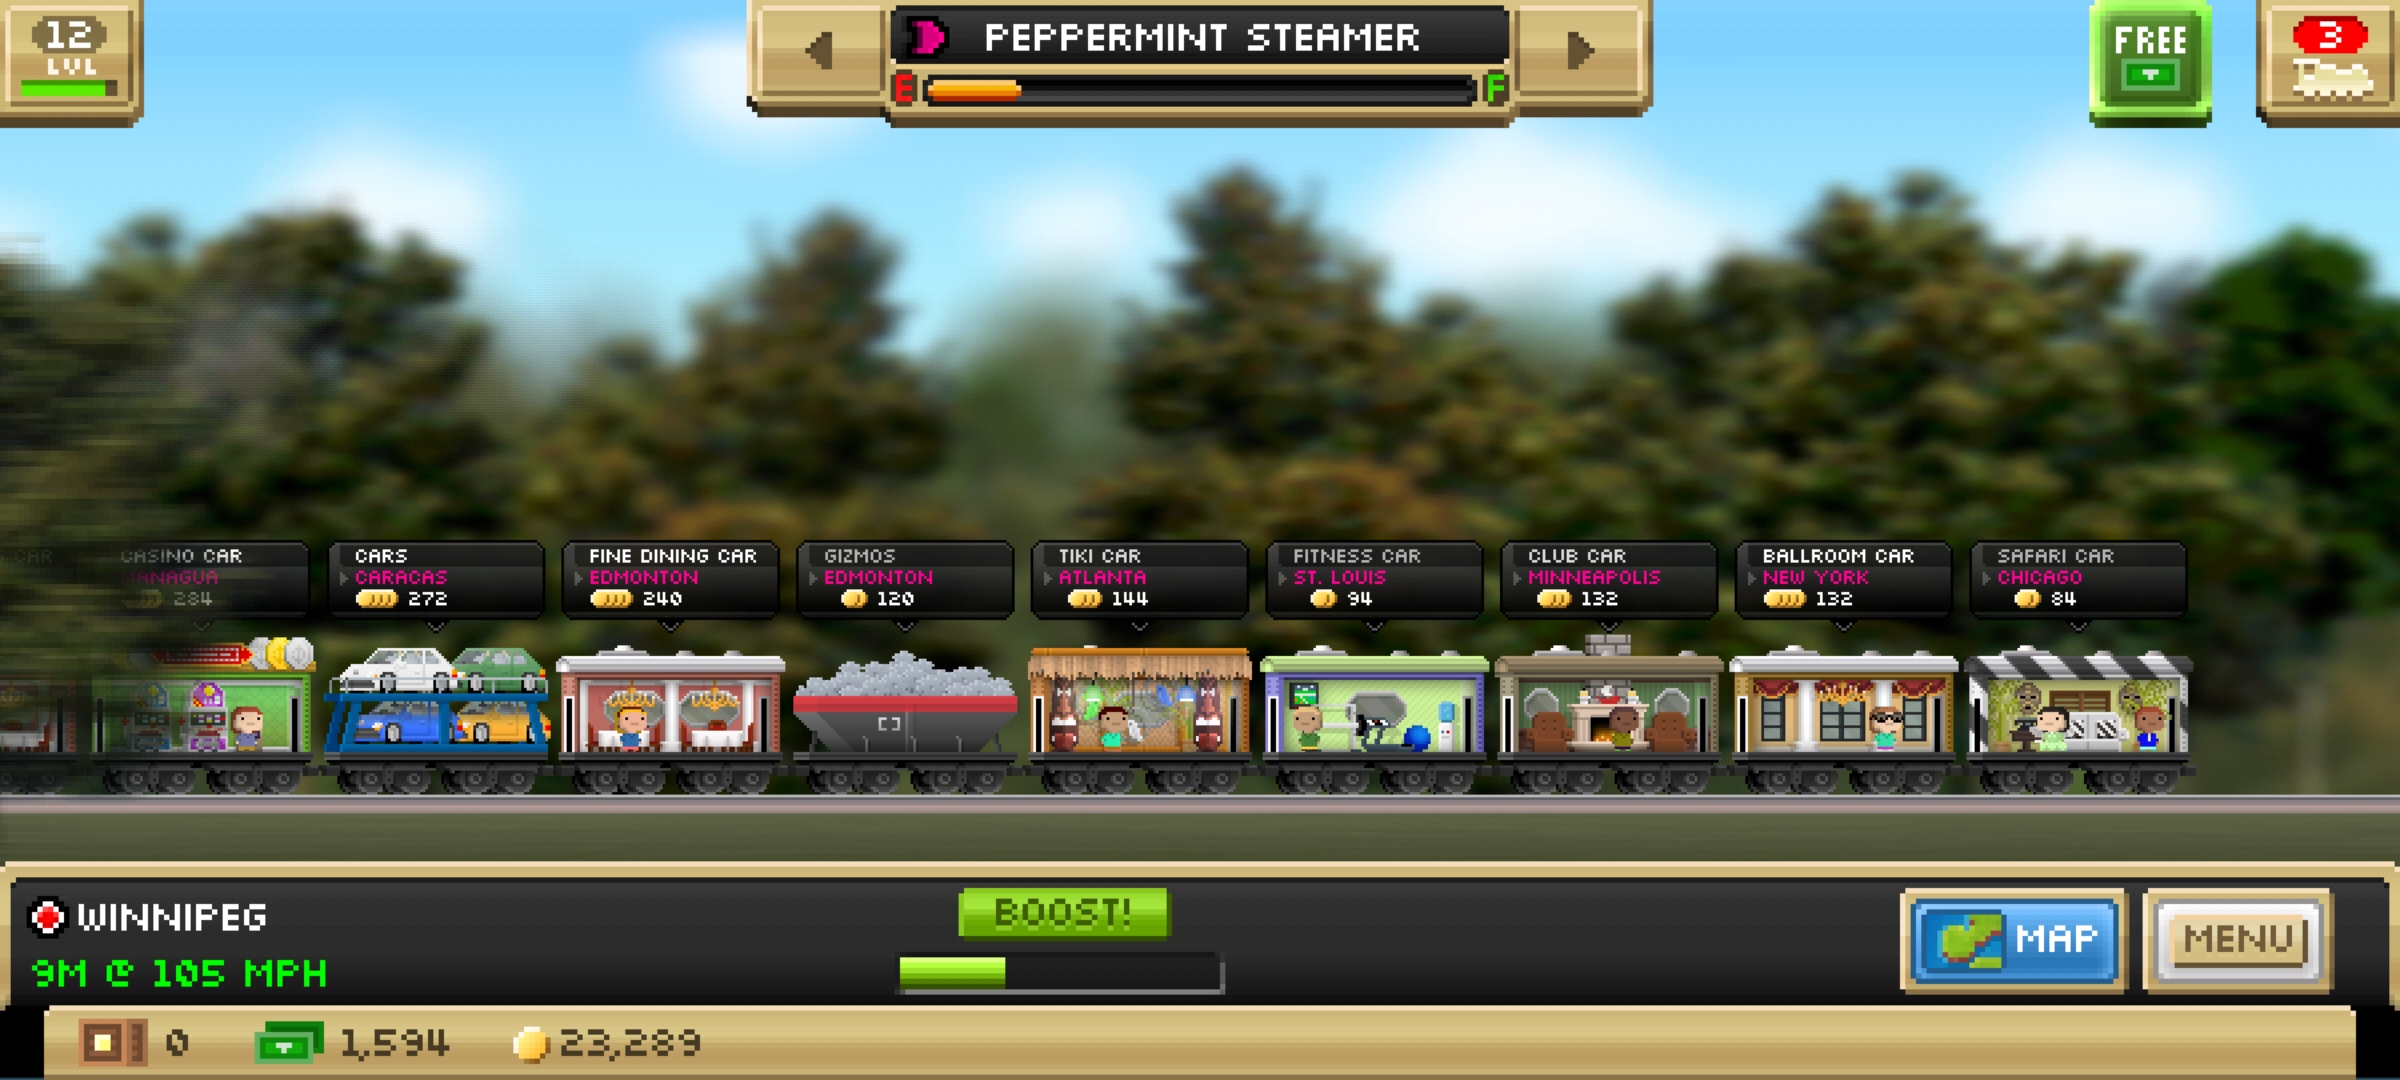 12
LVL
PEPPERMINT STEAMER
E F
FREE
3
CAR
CASINO CAR
MANAGUA
284
CARS
CARACAS
272
FINE DINING CAR
EDMONTON
240
GIZMOS
EDMONTON
120
TIKI CAR
ATLANTA
144
FITNESS CAR
ST. LOUIS
94
CLUB CAR
MINNEAPOLIS
132
BALLROOM CAR
NEW YORK
132
SAFARI CAR
CHICAGO
84
WINNIPEG
9M @ 105 MPH
BOOST!
MAP
MENU
0
1,594
23,289